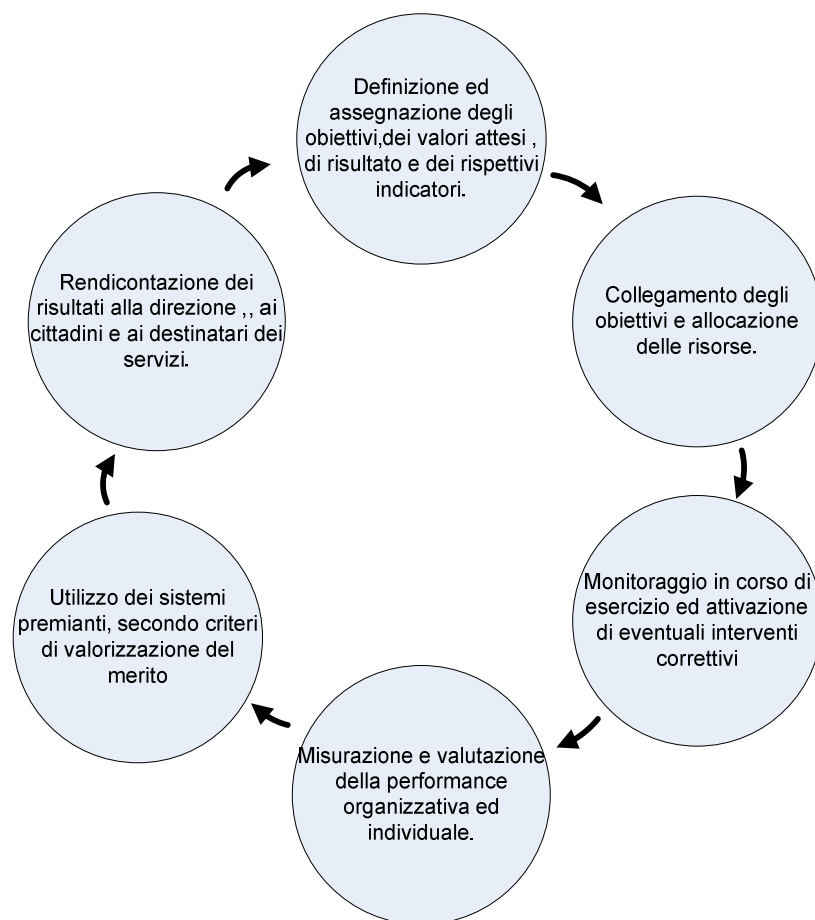 Definizione ed
assegnazione degli
obiettivi,dei valori attesi ,
di risultato e dei rispettivi
indicatori.
Collegamento degli
obiettivi e allocazione
delle risorse.
Monitoraggio in corso di
esercizio ed attivazione
di eventuali interventi
correttivi
Misurazione e valutazione
della performance
organizzativa ed
individuale.
Utilizzo dei sistemi
premianti, secondo criteri
di valorizzazione del
merito
Rendicontazione dei
risultati alla direzione ,, ai
cittadini e ai destinatari dei
servizi.